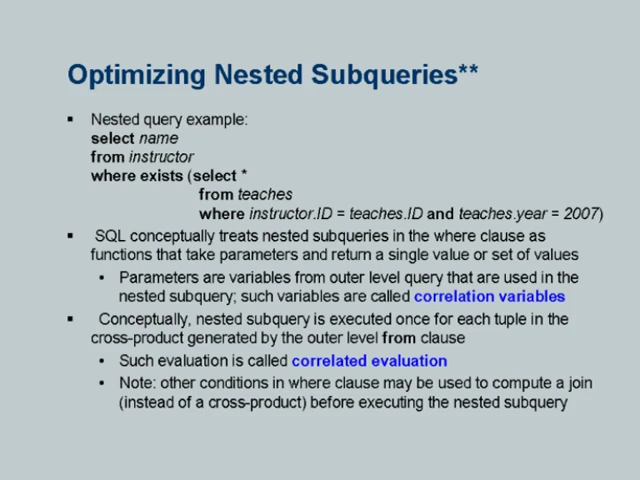 Optimizing Nested Subqueries**
▪ Nested query example:
select name
from instructor
where exists (select *
from teaches
where instructor.ID = teaches.ID and teaches.year = 2007)
▪ SQL conceptually treats nested subqueries in the where clause as
functions that take parameters and return a single value or set of values
• Parameters are variables from outer level query that are used in the
nested subquery; such variables are called correlation variables
▪ Conceptually, nested subquery is executed once for each tuple in the
cross-product generated by the outer level from clause
• Such evaluation is called correlated evaluation
• Note: other conditions in where clause may be used to compute a join
(instead of a cross-product) before executing the nested subquery